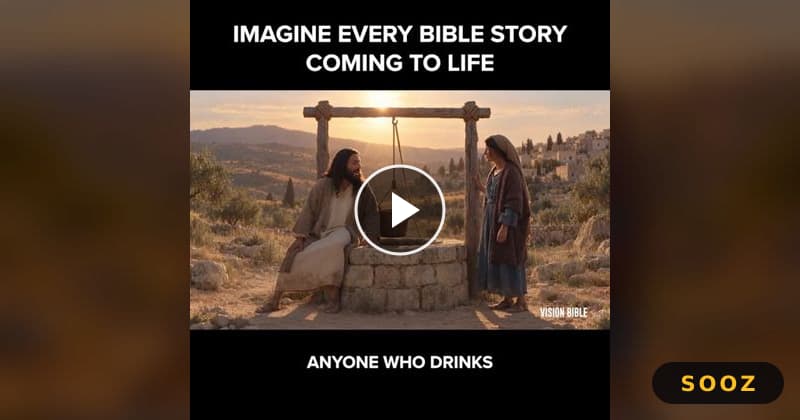 IMAGINE EVERY BIBLE STORY
COMING TO LIFE
VISION BIBLE
ANYONE WHO DRINKS
SOOZ